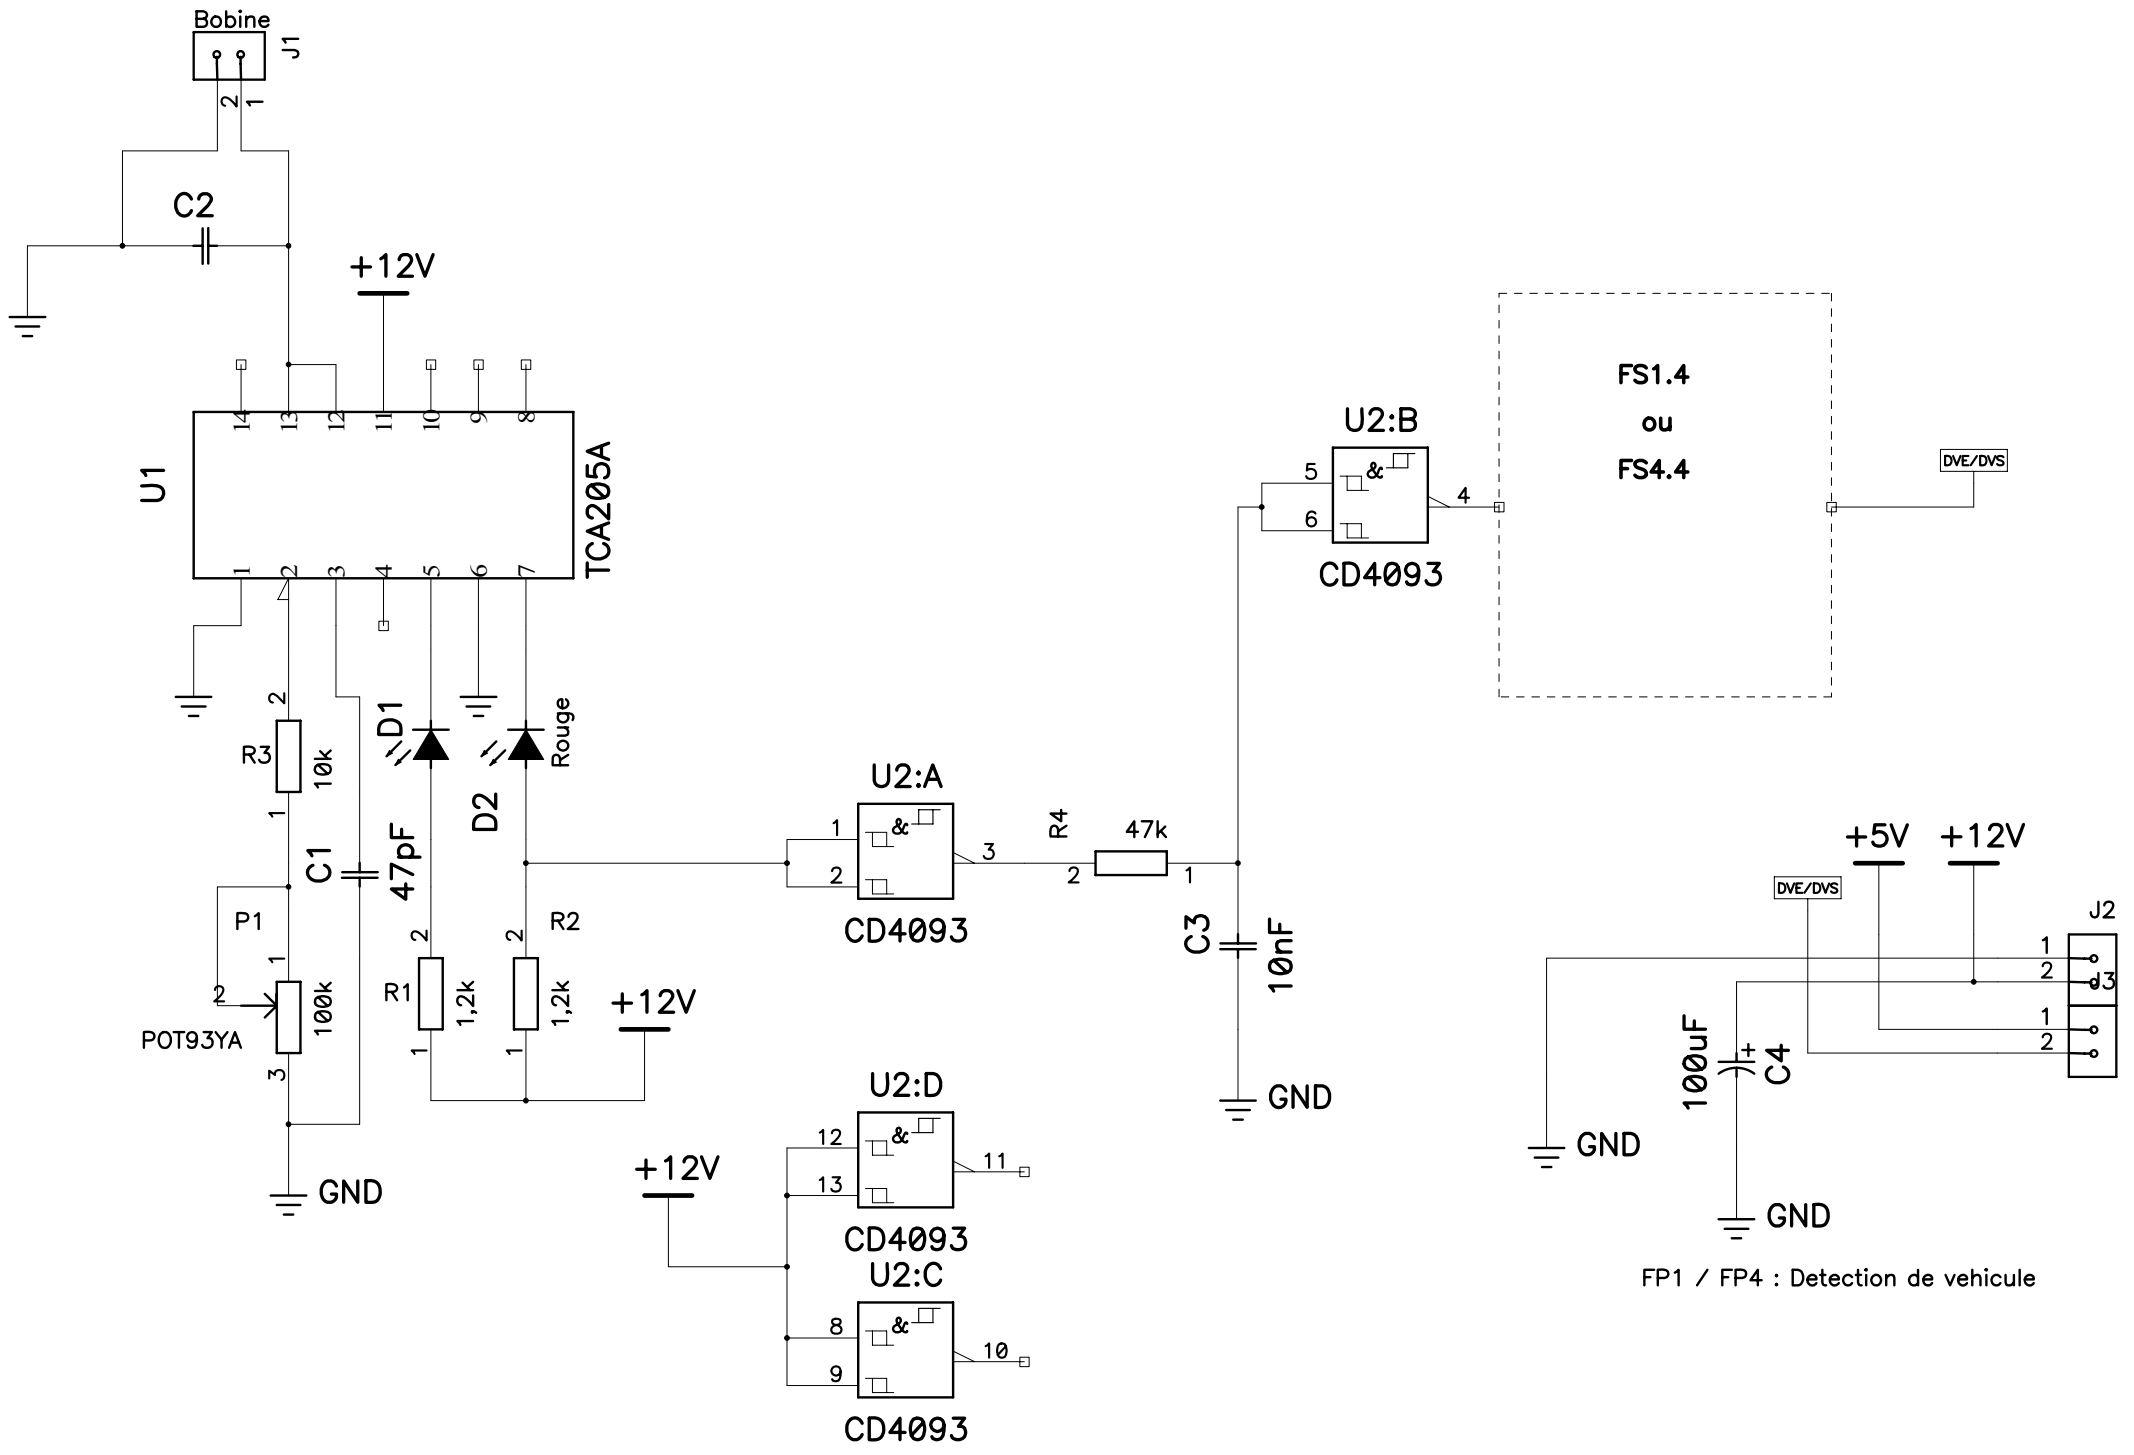 Bobine
J1
2
1
C2
+12V
14
13
12
11
10
9
8
U1
TCA205A
1
2
3
4
5
6
7
2
R3
10k
1
D1
D2
Rouge
C1
47pF
P1
1
2
100k
POT93YA
3
GND
2
R1
1,2k
1
2
R2
1,2k
1
+12V
U2:A
1
2
&
3
CD4093
R4
47k
2
1
C3
10nF
GND
U2:B
5
6
&
4
CD4093
FS1.4
ou
FS4.4
DVE/DVS
+12V
U2:D
12
13
&
11
CD4093
U2:C
8
9
&
10
CD4093
+5V
+12V
DVE/DVS
J2
1
2
J3
1
2
100uF
+
C4
GND
GND
FP1 / FP4 : Detection de vehicule